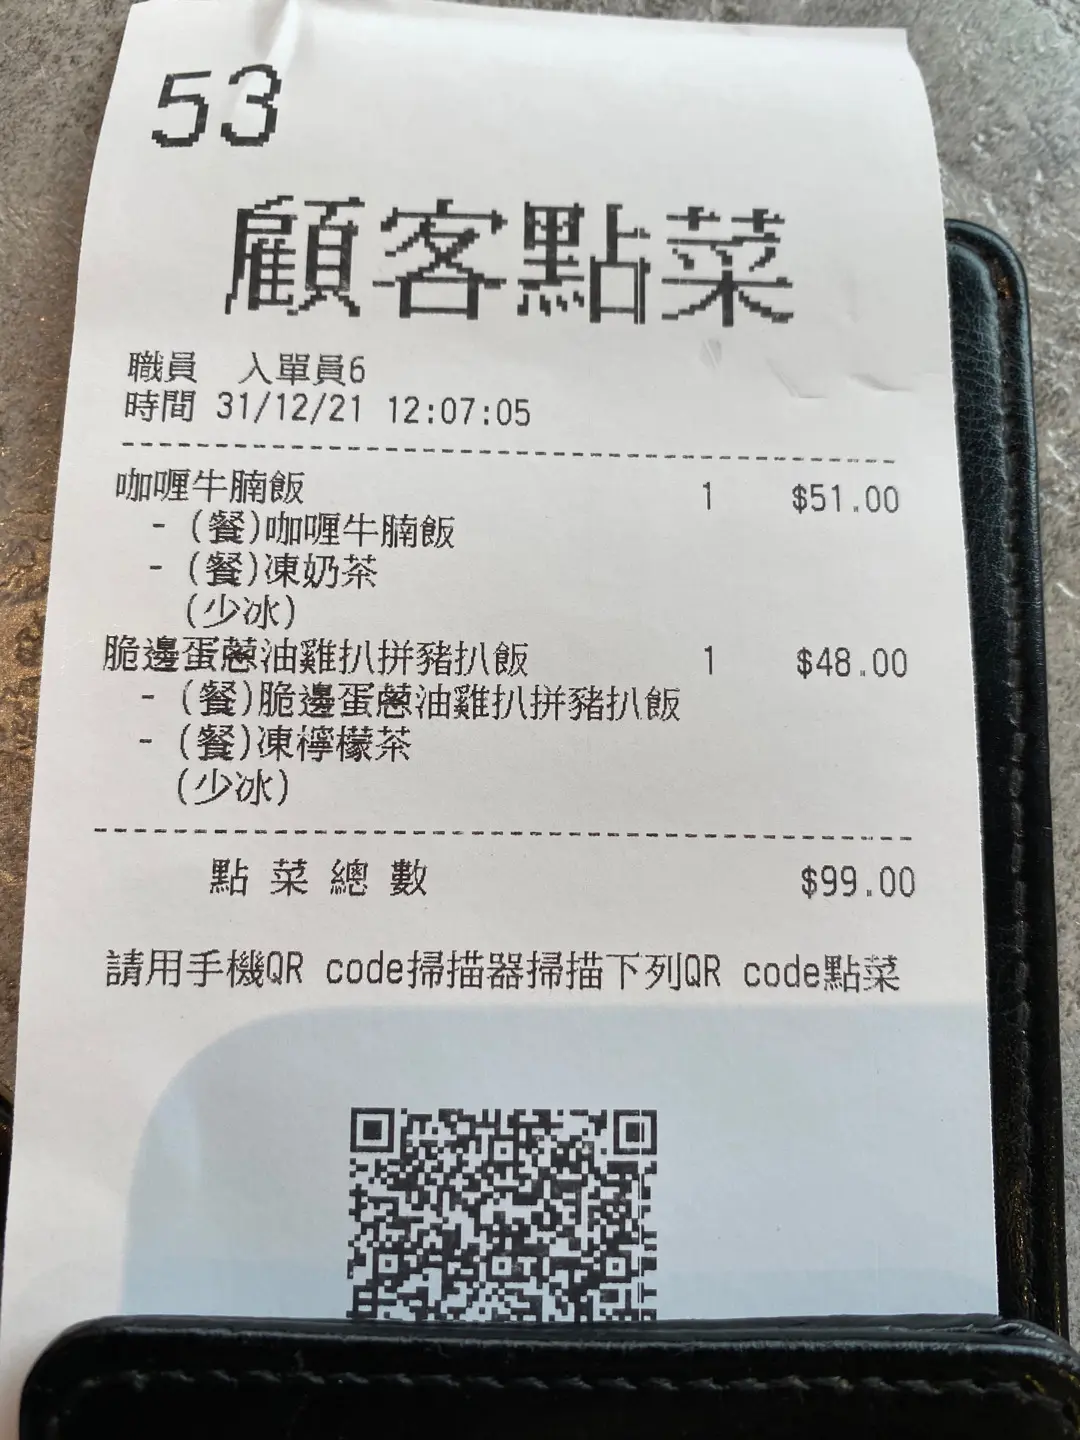 53
顧客點菜
職員 入單員6
時間 31/12/21 12:07:05
咖喱牛腩飯 1 $51.00
- (餐)咖喱牛腩飯
- (餐)凍奶茶
(少冰)
脆邊蛋蔥油雞扒拼豬扒飯 1 $48.00
- (餐)脆邊蛋蔥油雞扒拼豬扒飯
- (餐)凍檸檬茶
(少冰)
點菜總數 $99.00
請用手機QR code掃描器掃描下列QR code點菜